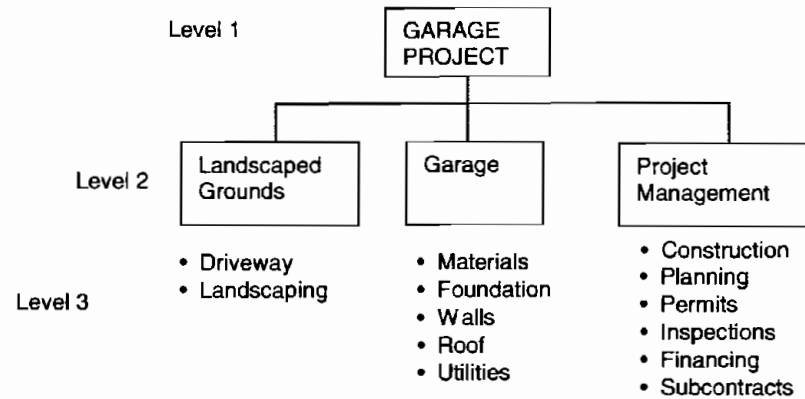 Level 1
GARAGE
PROJECT
Level 2
Landscaped
Grounds
Garage
Project
Management
Level 3
• Driveway
• Landscaping
• Materials
• Foundation
• Walls
• Roof
• Utilities
• Construction
• Planning
• Permits
• Inspections
• Financing
• Subcontracts